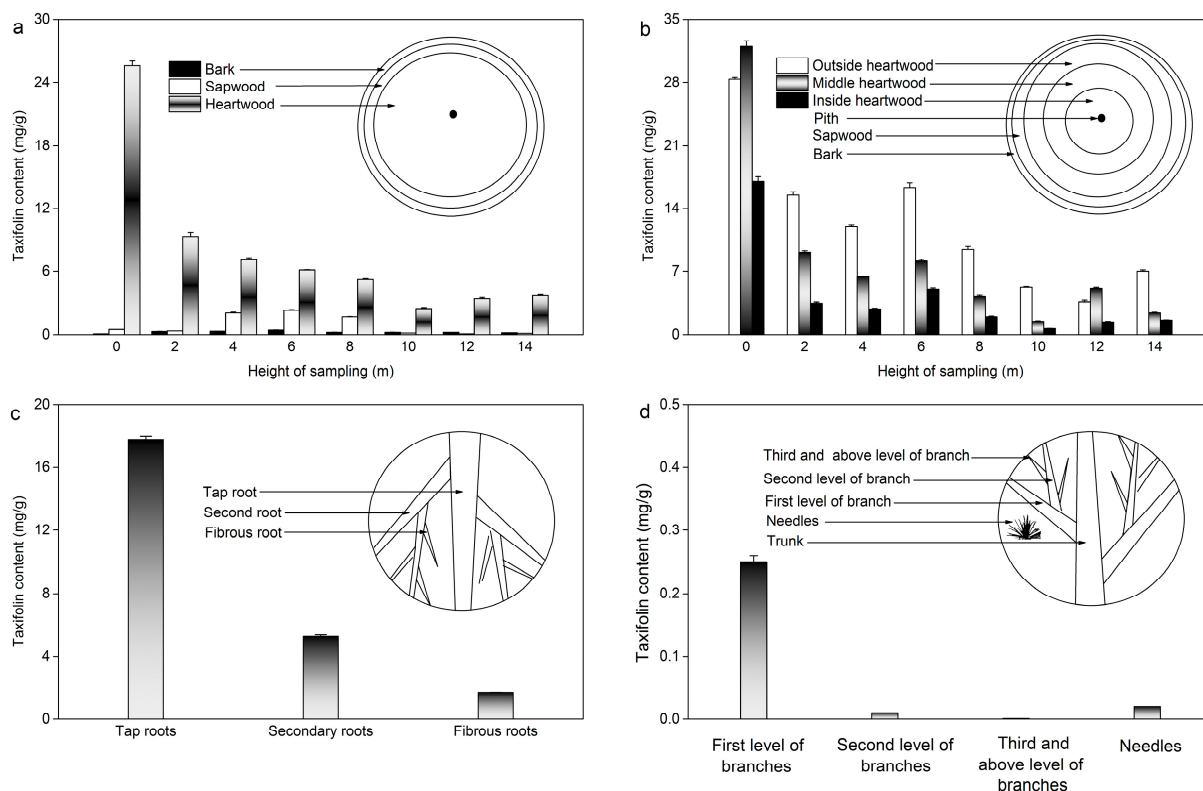 a
30
24
18
12
6
0
Taxifolin content (mg/g)
Bark
Sapwood
Heartwood
0 2 4 6 8 10 12 14
Height of sampling (m)
b
35
28
21
14
7
0
Taxifolin content (mg/g)
Outside heartwood
Middle heartwood
Inside heartwood
Pith
Sapwood
Bark
0 2 4 6 8 10 12 14
Height of sampling (m)
c
20
16
12
8
4
0
Taxifolin content (mg/g)
Tap root
Second root
Fibrous root
Tap roots Secondary roots Fibrous roots
d
0.5
0.4
0.3
0.2
0.1
0.0
Taxifolin content (mg/g)
Third and above level of branch
Second level of branch
First level of branch
Needles
Trunk
First level of
branches
Second level of
branches
Third and
above level of
branches
Needles